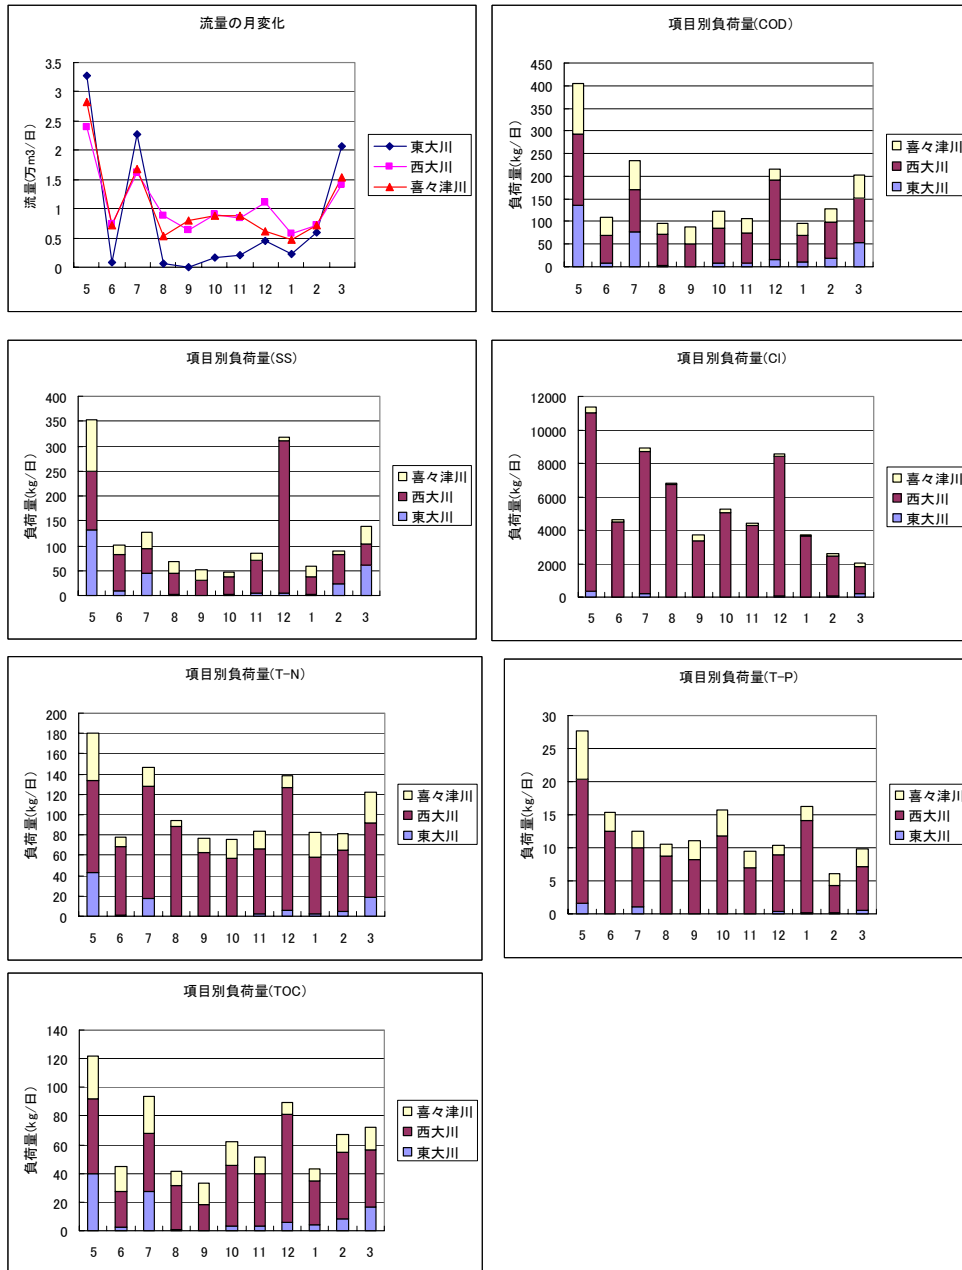 流量の月変化
3.5
3
2.5
2
1.5
1
0.5
0
流量(万m3/日)
5 6 7 8 9 10 11 12 1 2 3
東大川
西大川
喜々津川
項目別負荷量(COD)
450
400
350
300
250
200
150
100
50
0
負荷量(kg/日)
5 6 7 8 9 10 11 12 1 2 3
喜々津川
西大川
東大川
項目別負荷量(SS)
400
350
300
250
200
150
100
50
0
負荷量(kg/日)
5 6 7 8 9 10 11 12 1 2 3
喜々津川
西大川
東大川
項目別負荷量(Cl)
12000
10000
8000
6000
4000
2000
0
負荷量(kg/日)
5 6 7 8 9 10 11 12 1 2 3
喜々津川
西大川
東大川
項目別負荷量(T-N)
200
180
160
140
120
100
80
60
40
20
0
負荷量(kg/日)
5 6 7 8 9 10 11 12 1 2 3
喜々津川
西大川
東大川
項目別負荷量(T-P)
30
25
20
15
10
5
0
負荷量(kg/日)
5 6 7 8 9 10 11 12 1 2 3
喜々津川
西大川
東大川
項目別負荷量(TOC)
140
120
100
80
60
40
20
0
負荷量(kg/日)
5 6 7 8 9 10 11 12 1 2 3
喜々津川
西大川
東大川